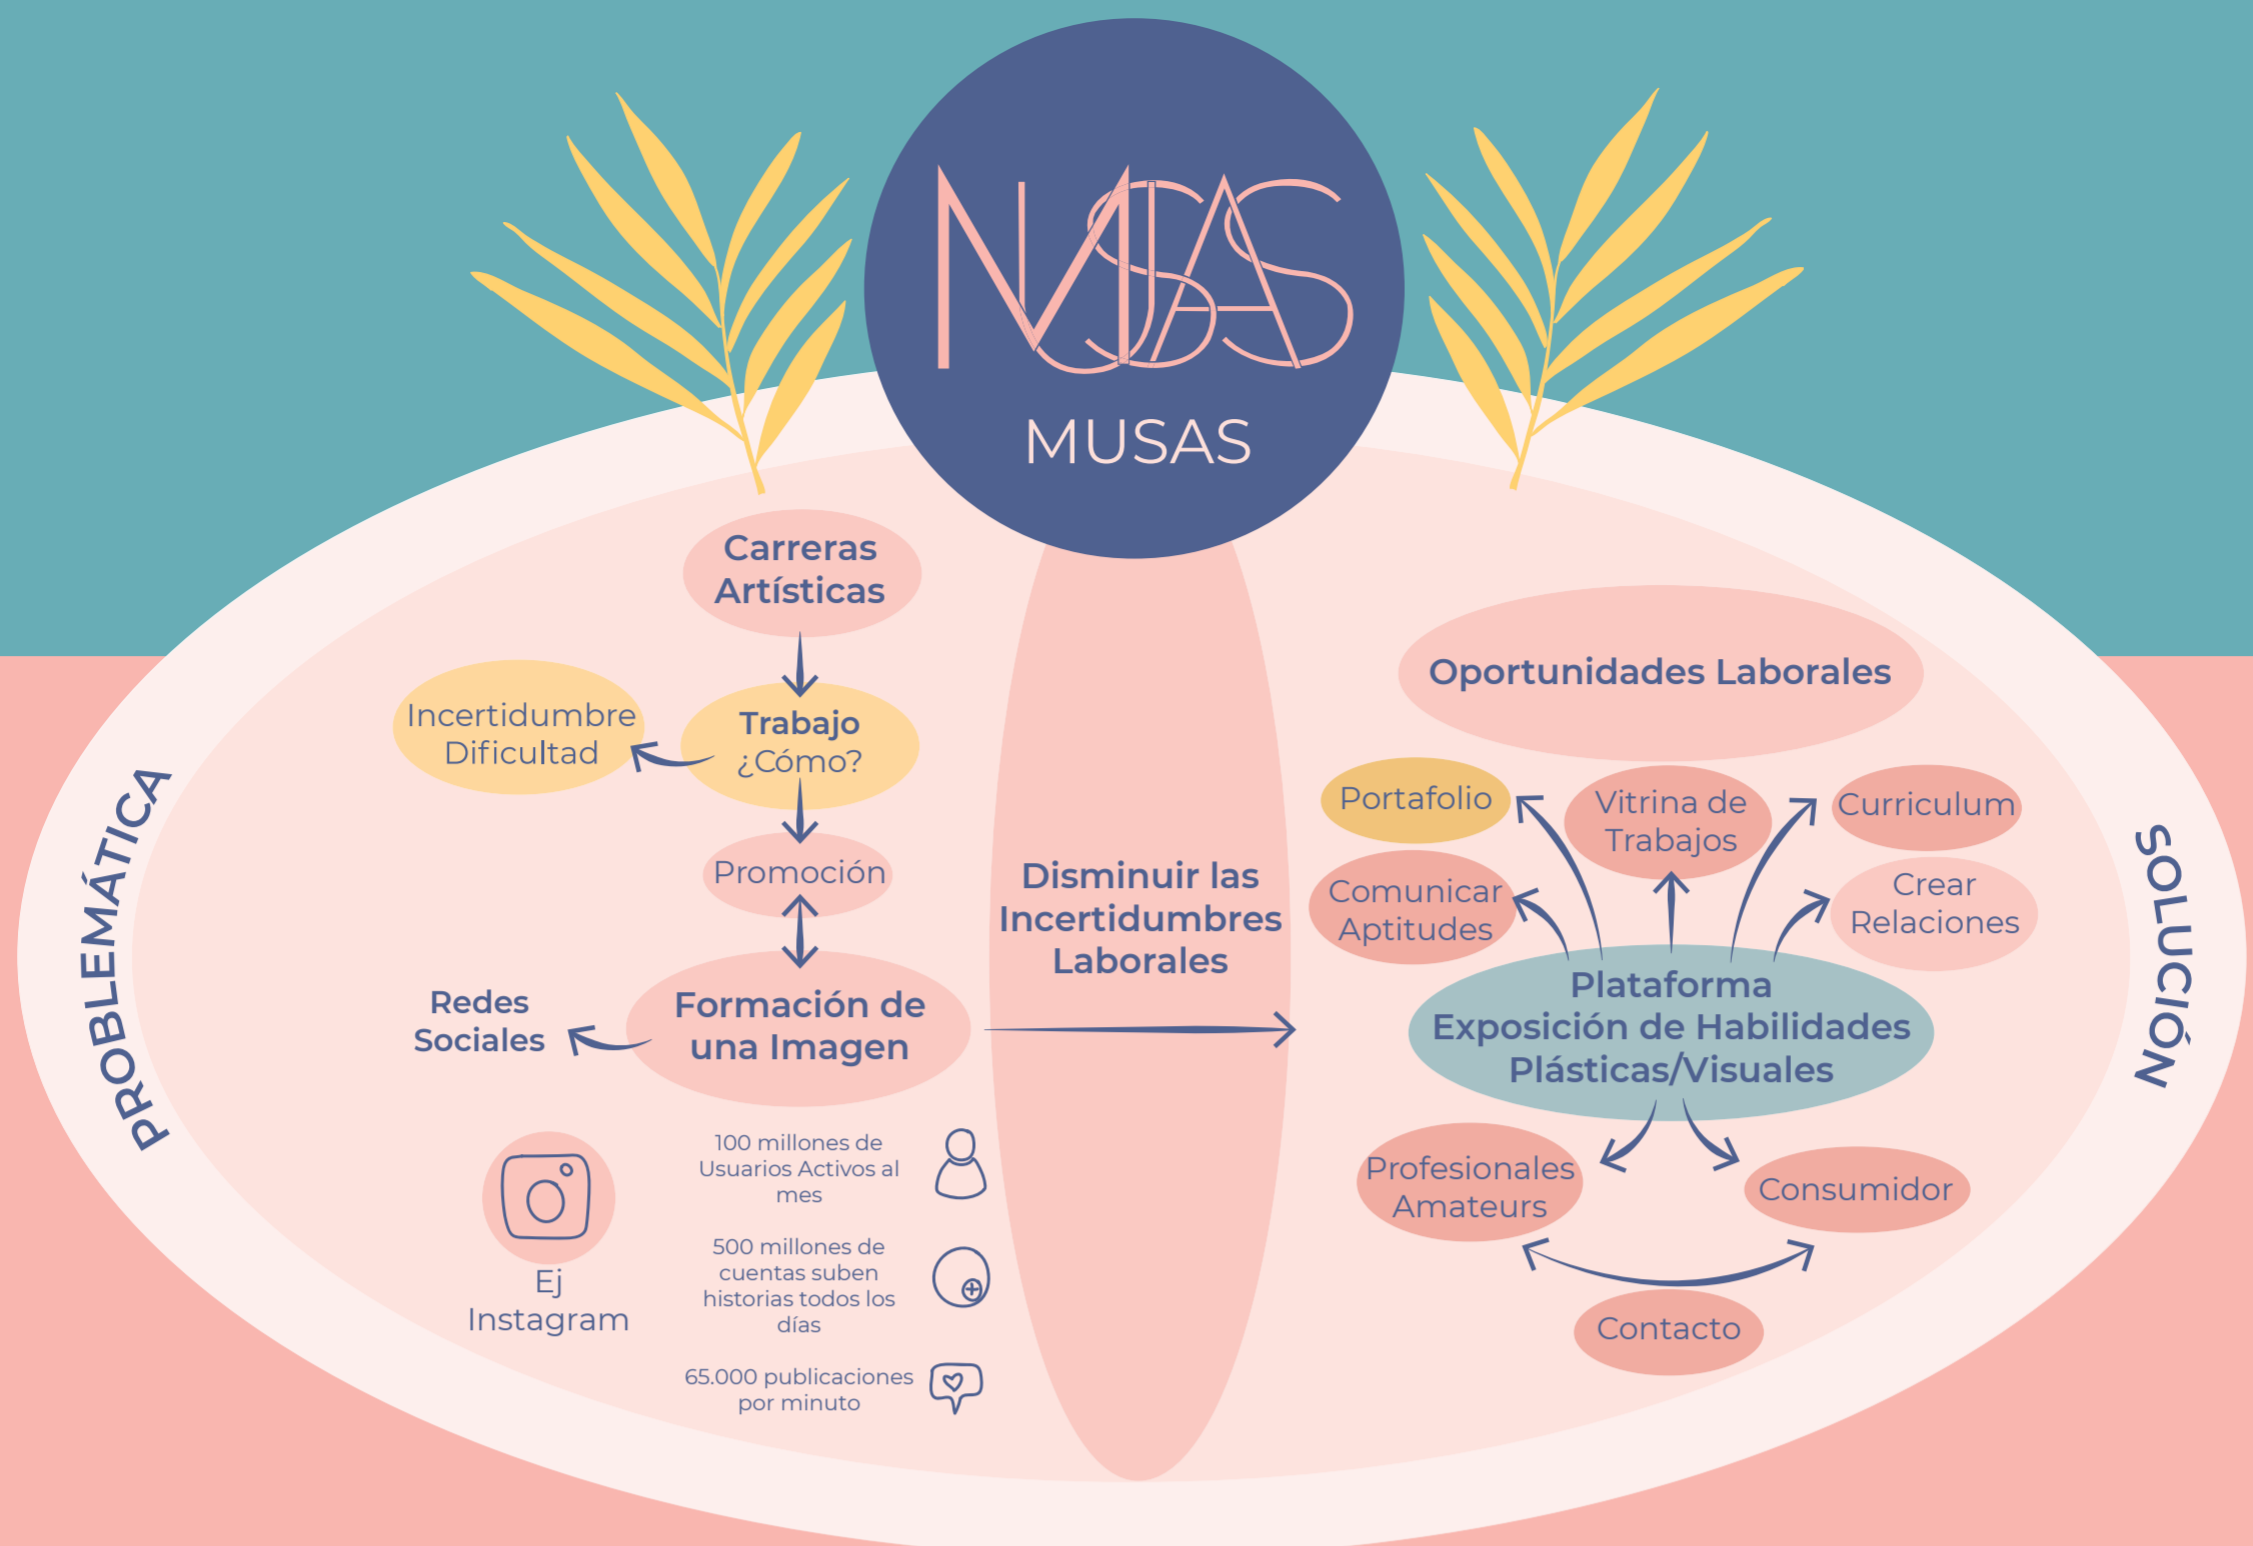 MUSAS
MUSAS
PROBLEMÁTICA
Carreras
Artísticas
Incertidumbre
Dificultad
Trabajo
¿Cómo?
Promoción
Redes
Sociales
Formación de
una Imagen
Ej
Instagram
100 millones de
Usuarios Activos al
mes
500 millones de
cuentas suben
historias todos los
días
65.000 publicaciones
por minuto
Disminuir las
Incertidumbres
Laborales
Oportunidades Laborales
Portafolio
Vitrina de
Trabajos
Curriculum
Comunicar
Aptitudes
Crear
Relaciones
Plataforma
Exposición de Habilidades
Plásticas/Visuales
Profesionales
Amateurs
Consumidor
Contacto
SOLUCIÓN